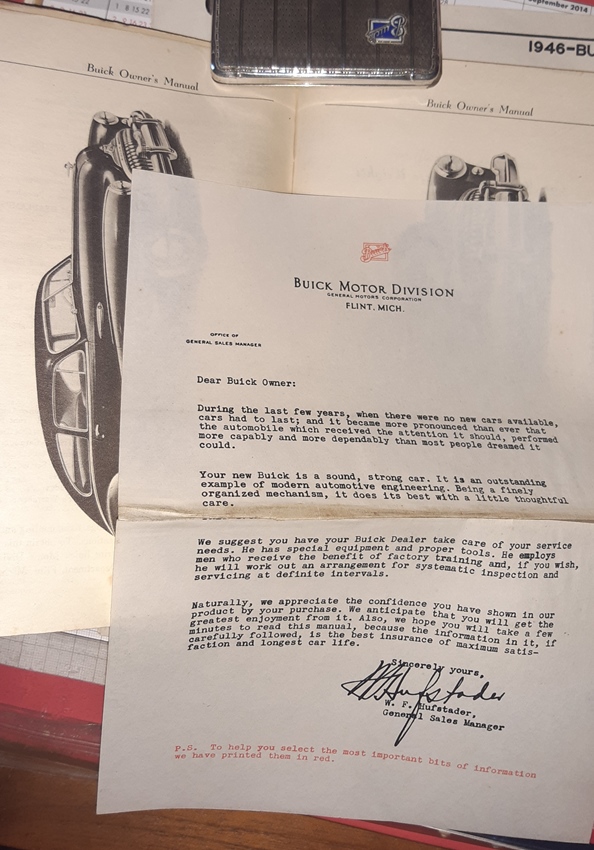 September 2014
1 8 15 22
1946-BU
Buick Owner's Manual
Buick Owner's Manual
Buick
BUICK MOTOR DIVISION
GENERAL MOTORS CORPORATION
FLINT, MICH.
OFFICE OF
GENERAL SALES MANAGER
Dear Buick Owner:
During the last few years, when there were no new cars available,
cars had to last; and it became more pronounced than ever that
the automobile which received the attention it should, performed
more capably and more dependably than most people dreamed it
could.
Your new Buick is a sound, strong car. It is an outstanding
example of modern automotive engineering. Being a finely
organized mechanism, it does its best with a little thoughtful
care.
We suggest you have your Buick Dealer take care of your service
needs. He has special equipment and proper tools. He employs
men who receive the benefit of factory training and, if you wish,
he will work out an arrangement for systematic inspection and
servicing at definite intervals.
Naturally, we appreciate the confidence you have shown in our
product by your purchase. We anticipate that you will get the
greatest enjoyment from it. Also, we hope you will take a few
minutes to read this manual, because the information in it, if
carefully followed, is the best insurance of maximum satis-
faction and longest car life.
Sincerely yours,
W F Hufstader
W. F. Hufstader,
General Sales Manager
P.S. To help you select the most important bits of information
we have printed them in red.